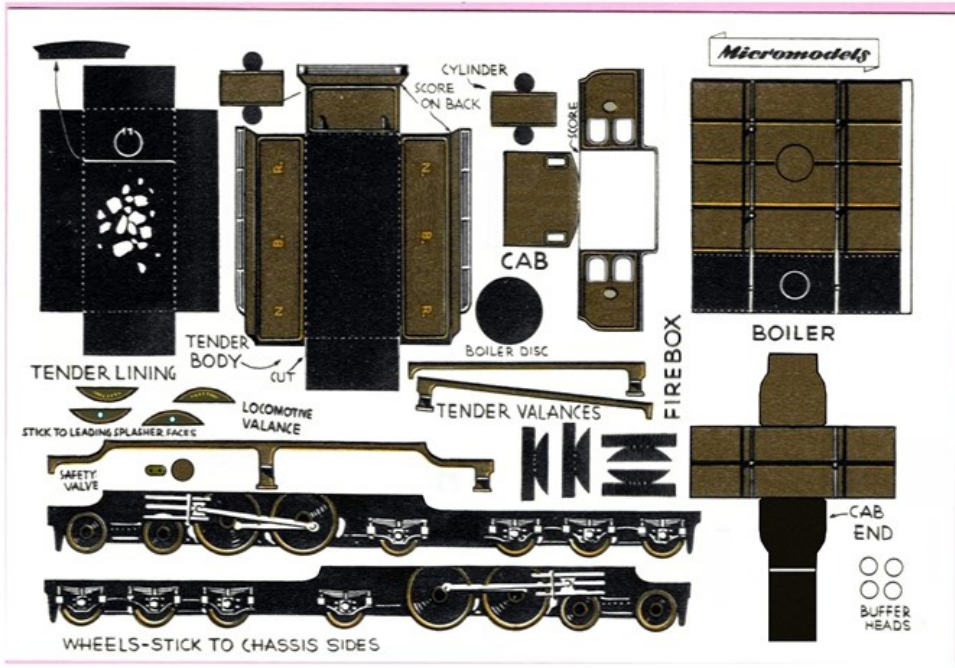 Micromodels
CYLINDER
SCORE
ON BACK
SCORE
N. B. R.
N. B. R.
CAB
BOILER DISC
BOILER
FIREBOX
TENDER
BODY
CUT
TENDER LINING
TENDER VALANCES
LOCOMOTIVE
VALANCE
STICK TO LEADING SPLASHER FACES
SAFETY
VALVE
CAB
END
BUFFER
HEADS
WHEELS-STICK TO CHASSIS SIDES